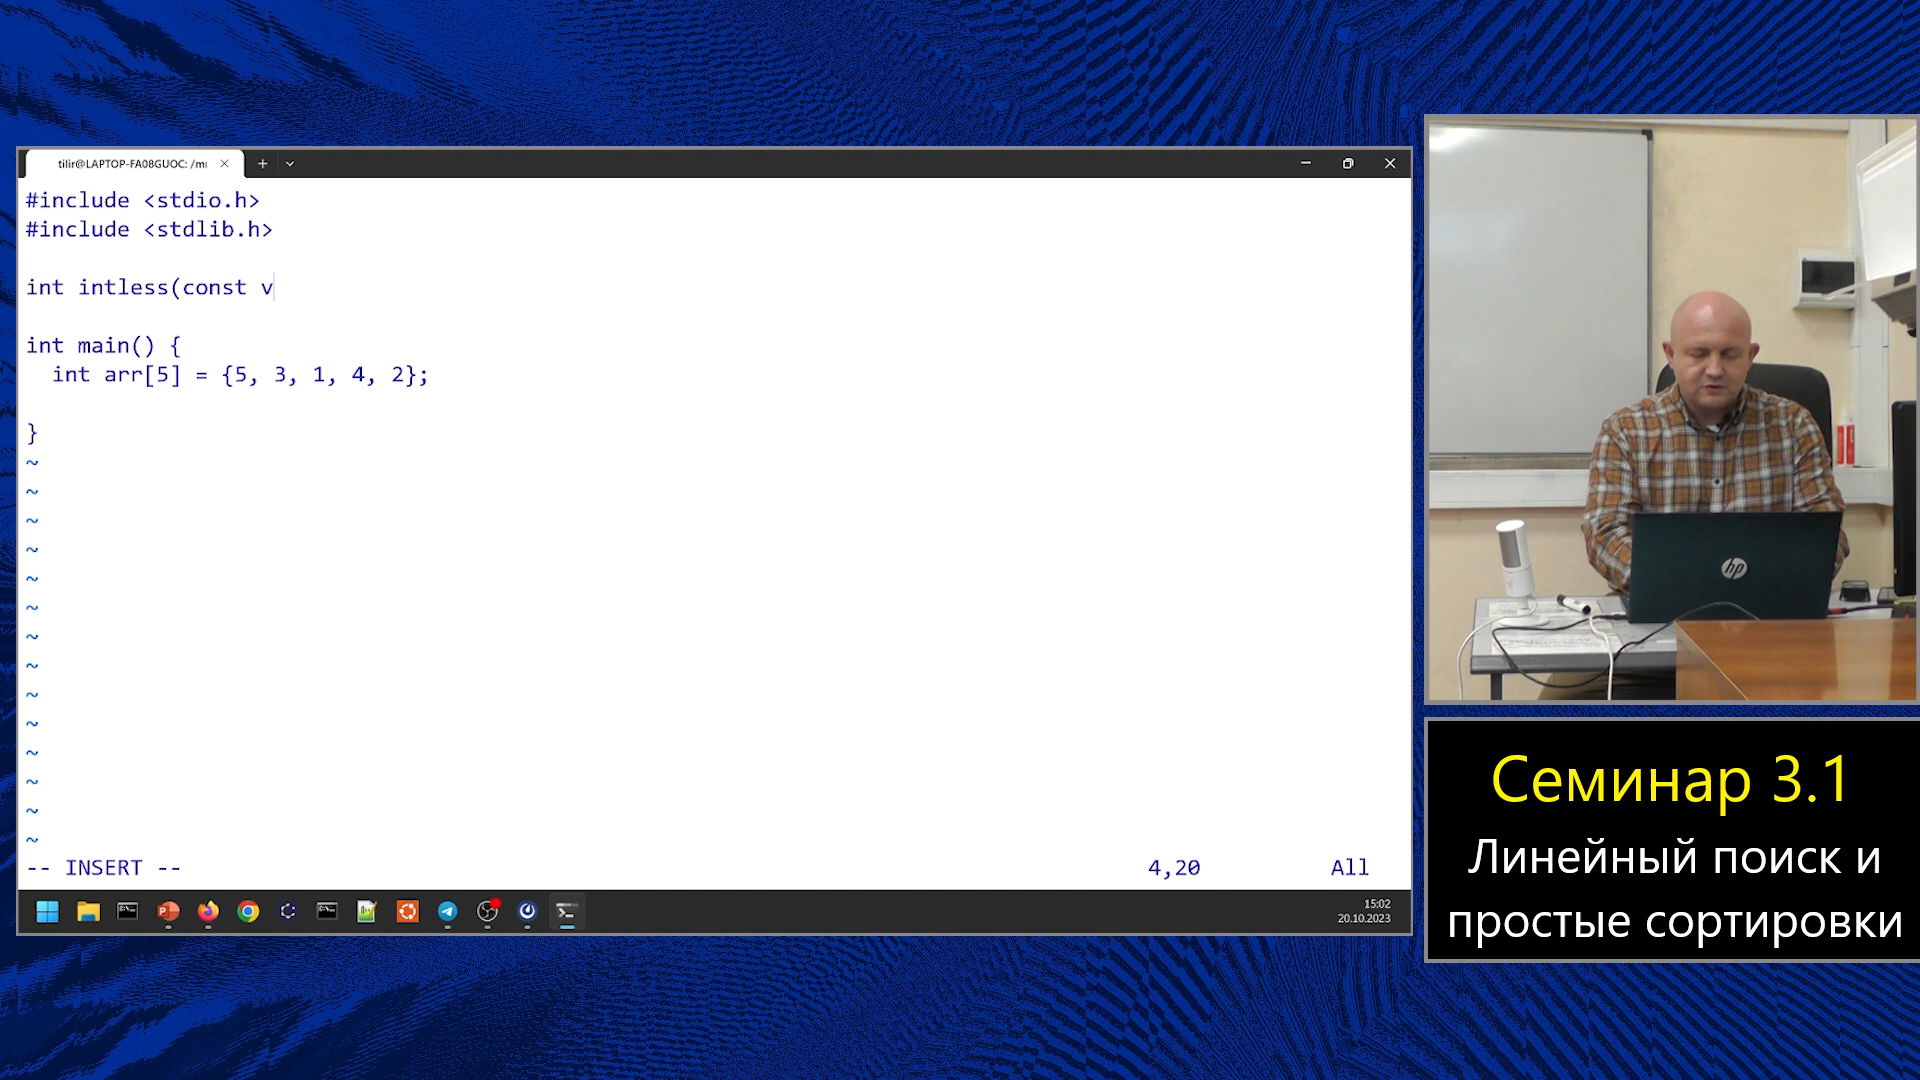 tilir@LAPTOP-FA08GUOC: /m
#include <stdio.h>
#include <stdlib.h>
int intless(const v
int main() {
int arr[5] = {5, 3, 1, 4, 2};
}
~
~
~
~
~
~
~
~
~
~
~
~
~
~
-- INSERT --
4,20
All
15:02
20.10.2023
hp
Семинар 3.1
Линейный поиск и
простые сортировки